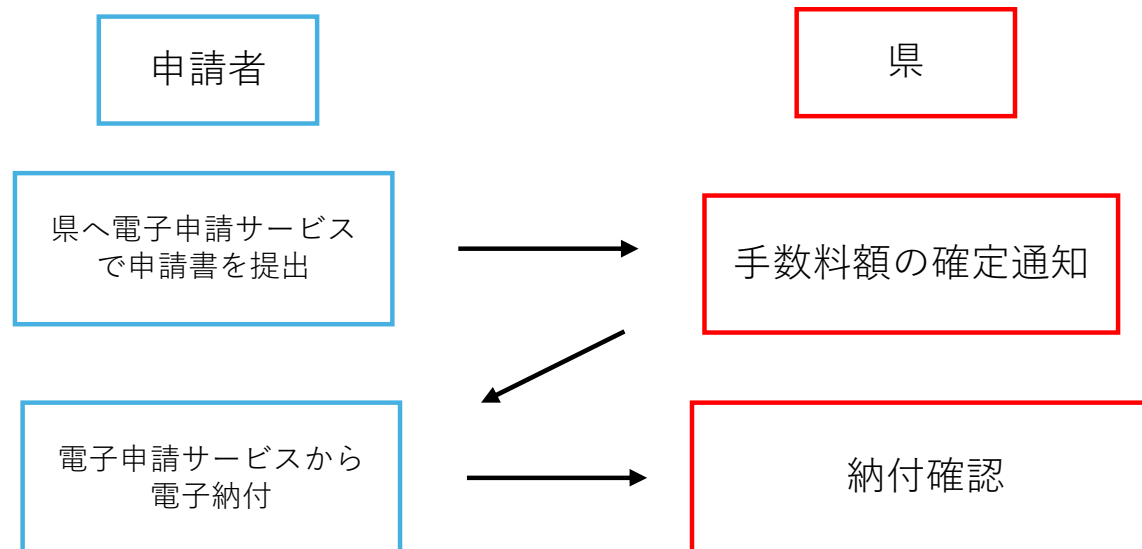 申請者
県
県へ電子申請サービス
で申請書を提出
手数料額の確定通知
電子申請サービスから
電子納付
納付確認